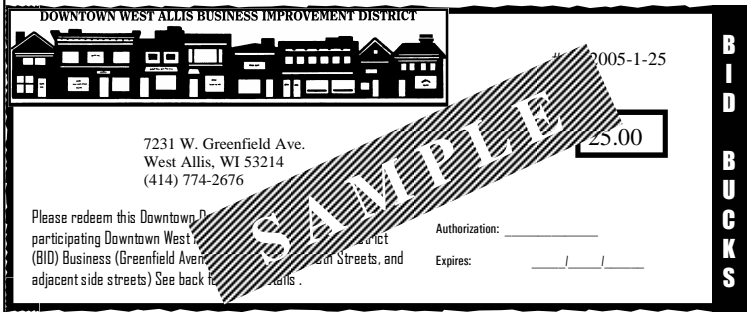 DOWNTOWN WEST ALLIS BUSINESS IMPROVEMENT DISTRICT
2005-1-25
25.00
7231 W. Greenfield Ave.
West Allis, WI 53214
(414) 774-2676
SAMPLE
Please redeem this Downtown
participating Downtown West
(BID) Business (Greenfield Streets, and
adjacent side streets) See back
Authorization:
Expires: / /
BID BUCKS